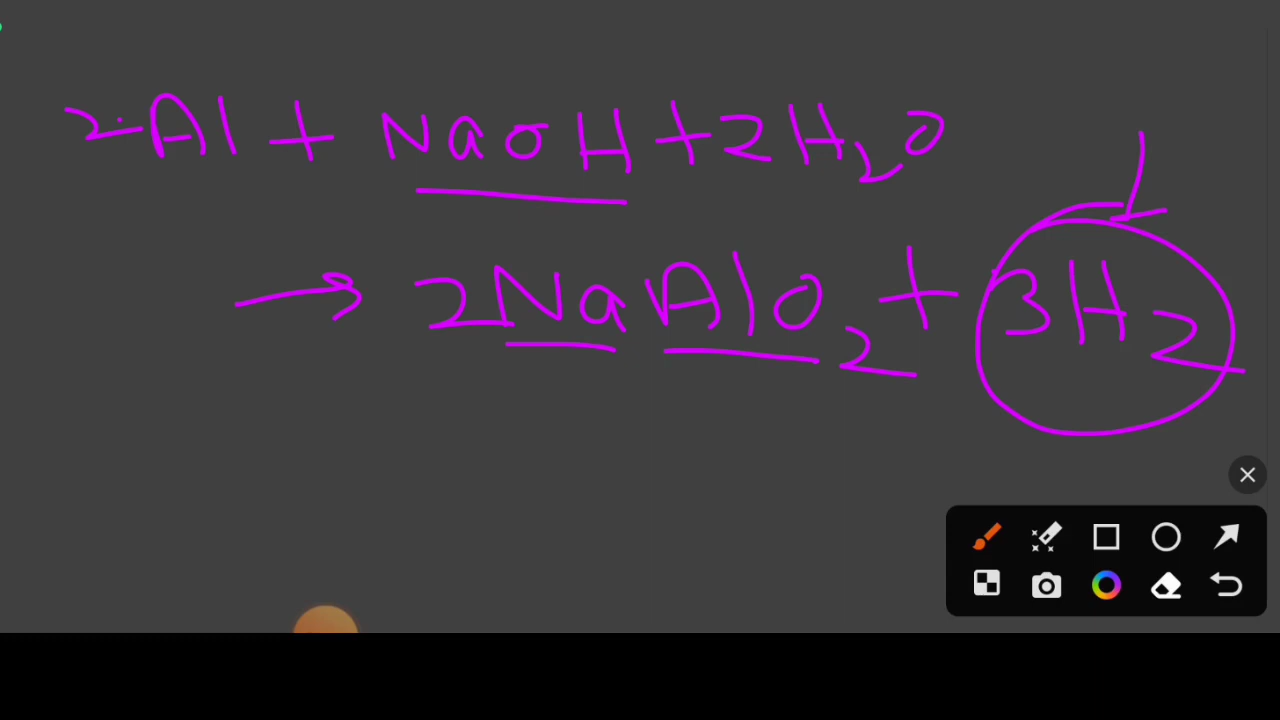 2Al + NaOH + 2H₂O
→ 2NaAlO₂ + 3H₂